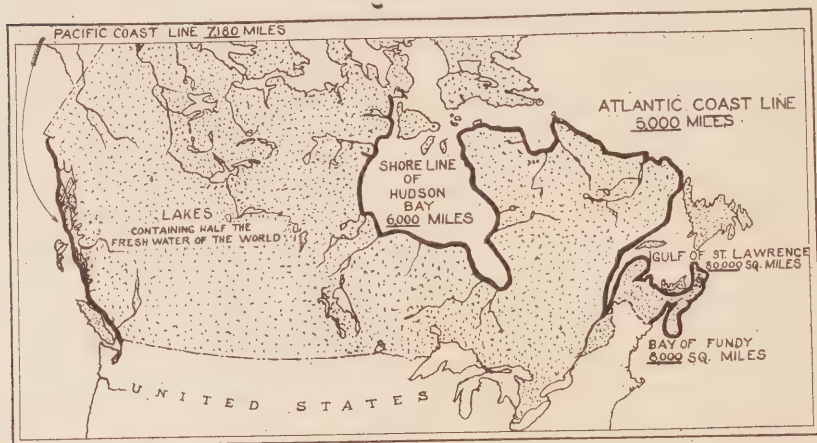 PACIFIC COAST LINE 7,180 MILES
ATLANTIC COAST LINE
5,000 MILES
SHORE LINE
OF
HUDSON
BAY
6,000 MILES
LAKES
CONTAINING HALF THE
FRESH WATER OF THE WORLD
GULF OF ST. LAWRENCE
80,000 SQ. MILES
BAY OF FUNDY
8,000 SQ. MILES
UNITED STATES